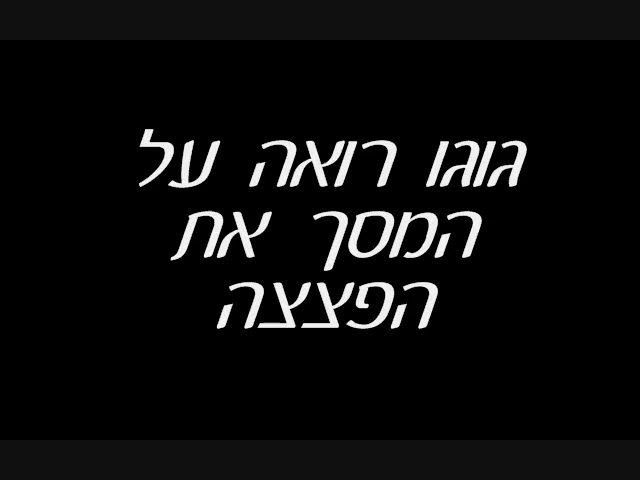 גוגו רואה על
המסך את
הפצצה